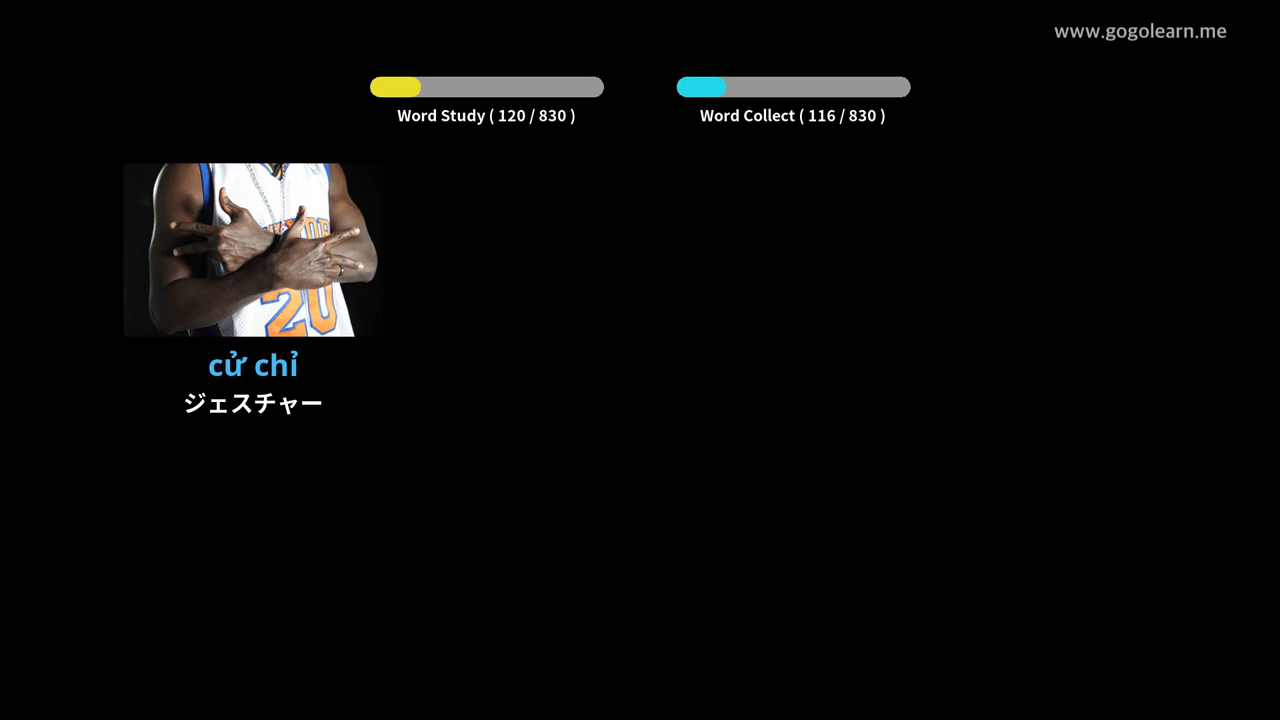 www.gogolearn.me
Word Study ( 120 / 830 )
Word Collect ( 116 / 830 )
20
cử chỉ
ジェスチャー